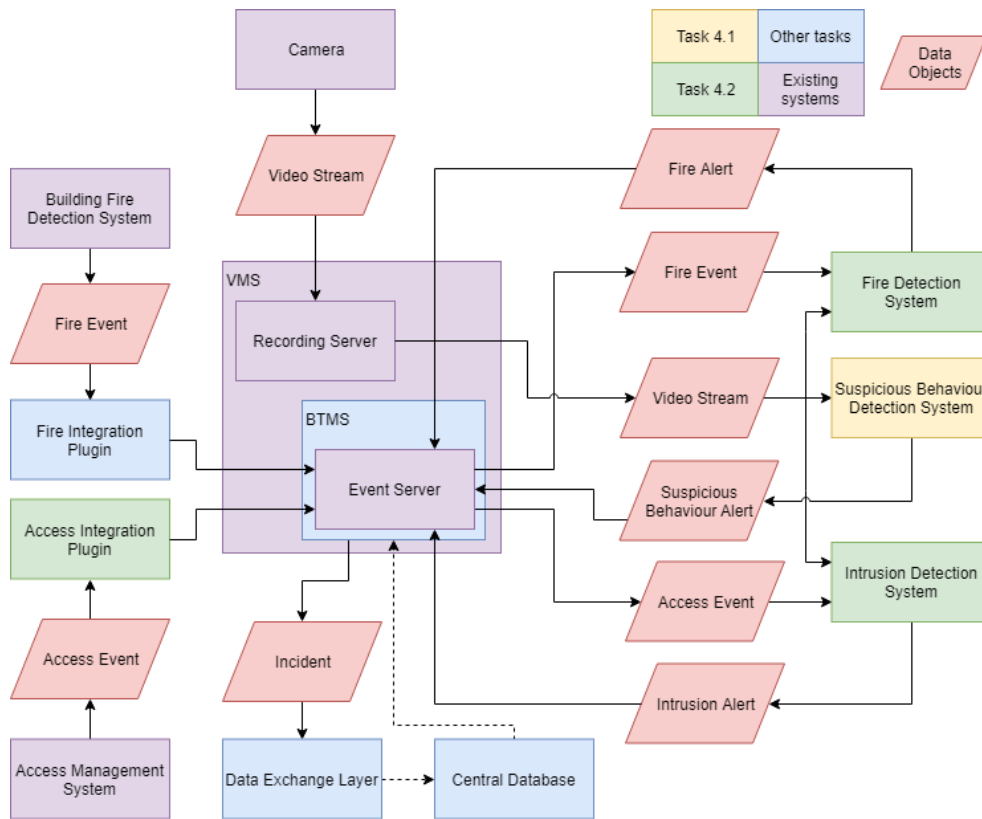 Camera
Task 4.1
Other tasks
Task 4.2
Existing
systems
Data
Objects
Video Stream
Fire Alert
Building Fire
Detection System
VMS
Fire Event
Fire Detection
System
Fire Event
Recording Server
Video Stream
Suspicious Behaviour
Detection System
BTMS
Fire Integration
Plugin
Event Server
Suspicious
Behaviour Alert
Access Integration
Plugin
Intrusion Detection
System
Access Event
Access Event
Incident
Intrusion Alert
Access Management
System
Data Exchange Layer
Central Database